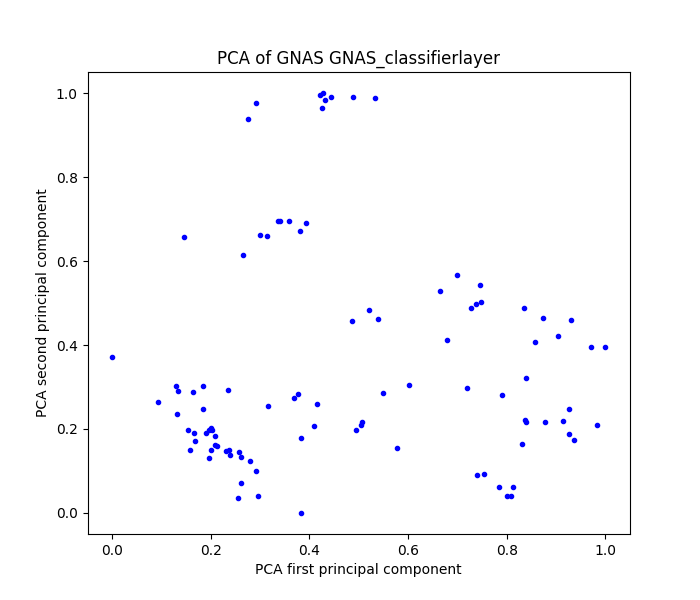 PCA of GNAS GNAS_classifierlayer
PCA second principal component
1.0
0.8
0.6
0.4
0.2
0.0
0.0 0.2 0.4 0.6 0.8 1.0
PCA first principal component